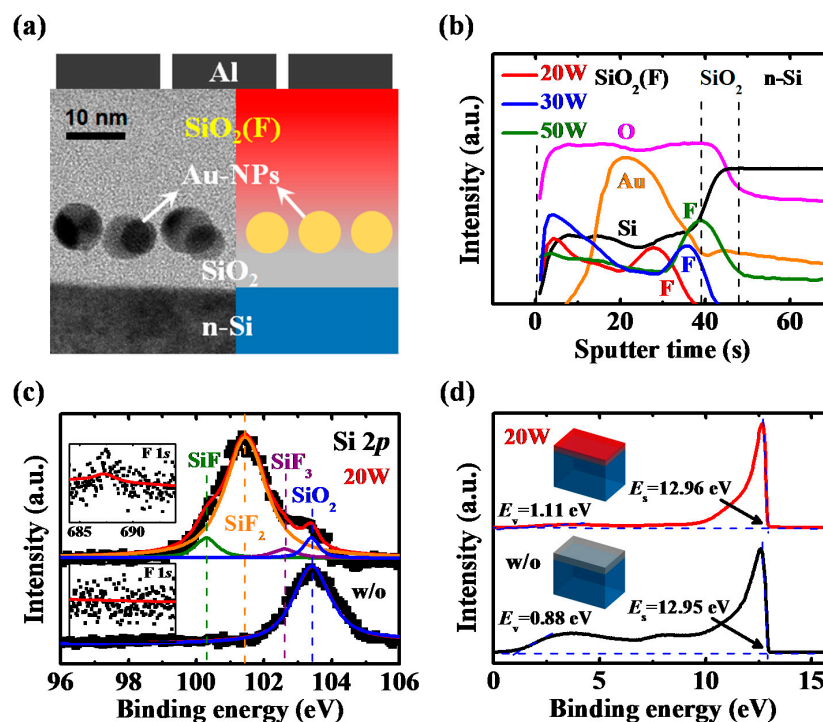 (a)
Al
10 nm
SiO2(F)
Au-NPs
SiO2
n-Si
(b)
20W
30W
50W
SiO2(F)
SiO2
n-Si
O
Au
Si
F
F
F
Intensity (a.u.)
0 20 40 60
Sputter time (s)
(c)
Si 2p
20W
F 1s
685 690
SiF
SiF2
SiF3
SiO2
F 1s
w/o
Intensity (a.u.)
96 98 100 102 104 106
Binding energy (eV)
(d)
20W
Ev=1.11 eV
Es=12.96 eV
w/o
Ev=0.88 eV
Es=12.95 eV
Intensity (a.u.)
0 5 10 15
Binding energy (eV)